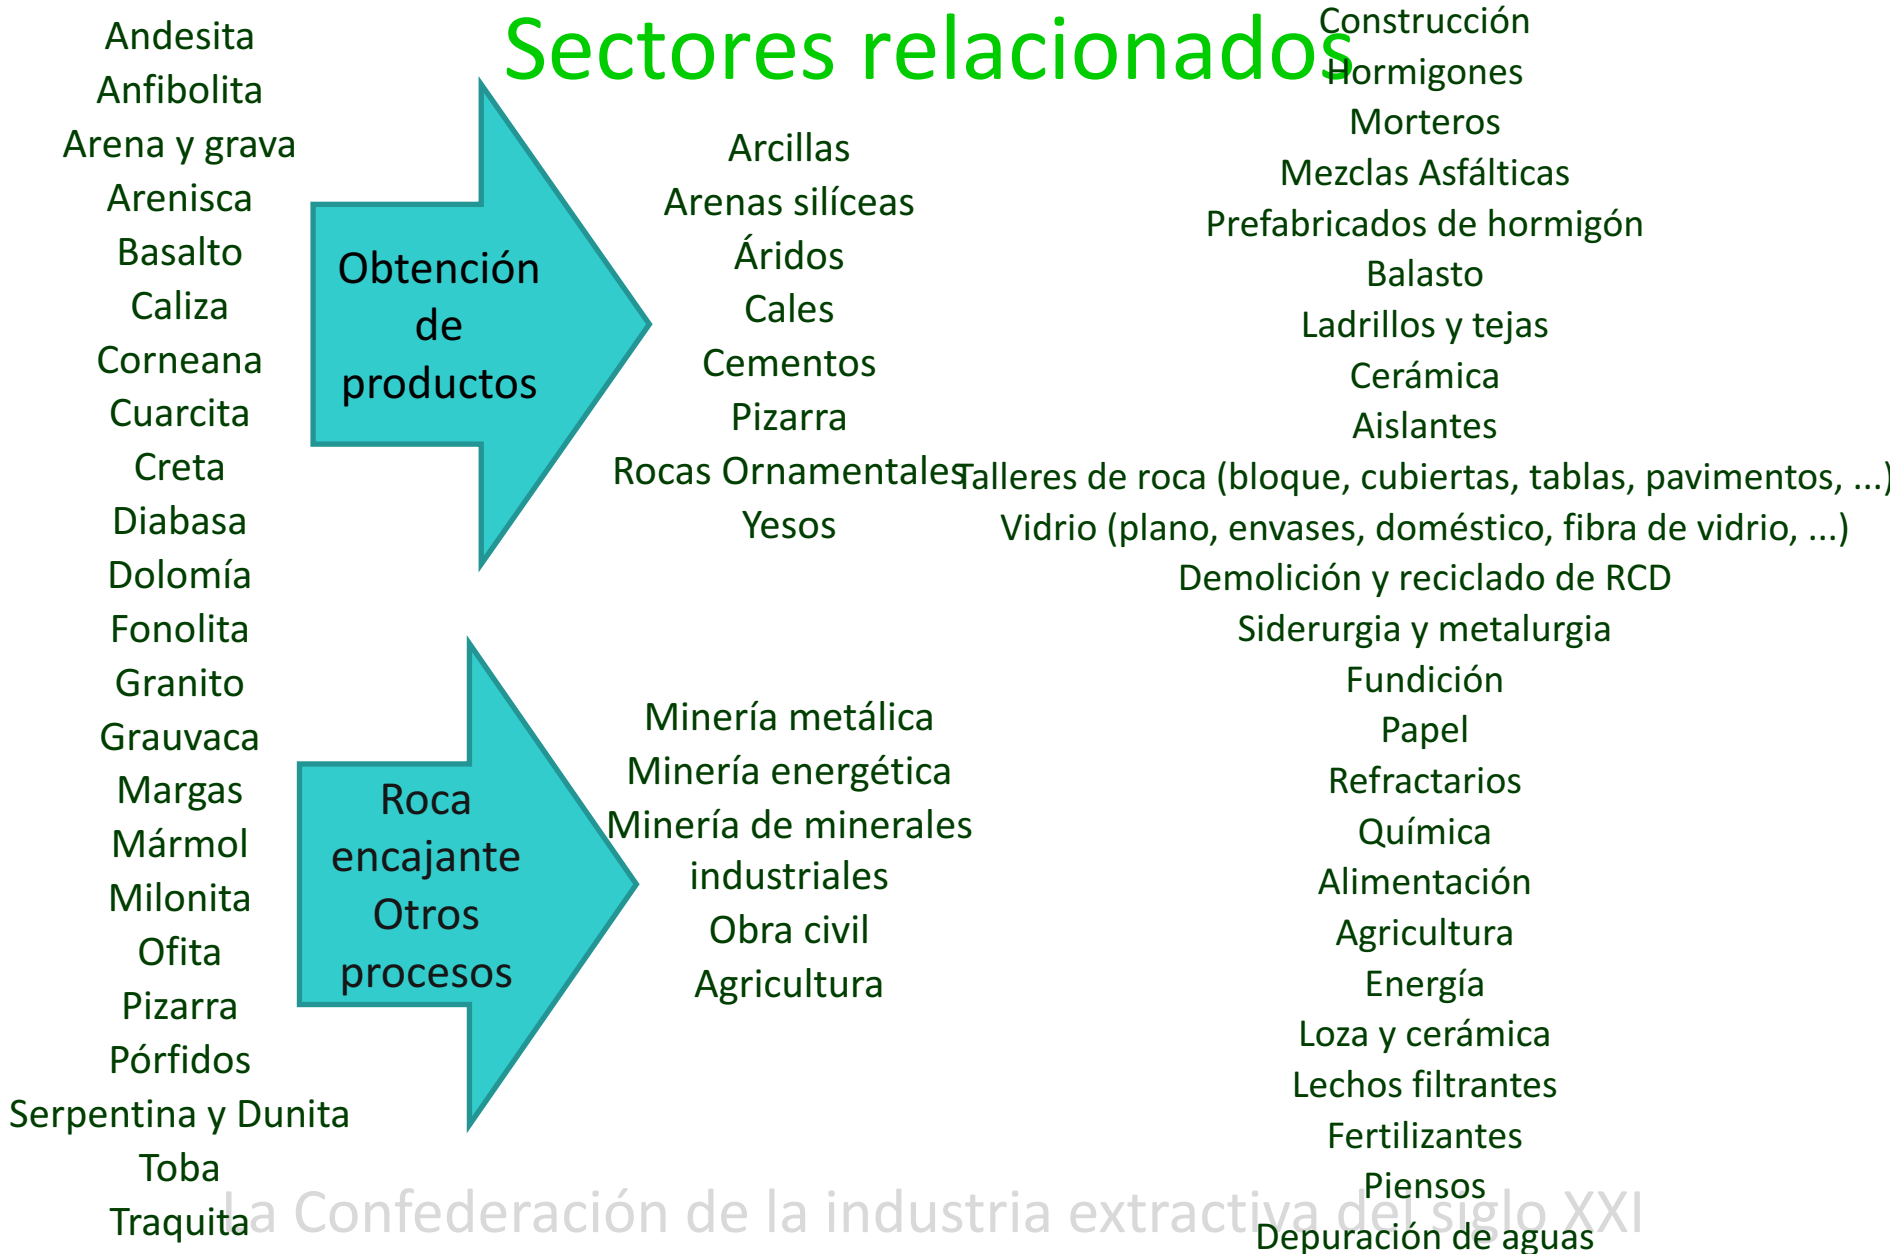 Sectores relacionados
Andesita
Anfibolita
Arena y grava
Arenisca
Basalto
Caliza
Corneana
Cuarcita
Creta
Diabasa
Dolomía
Fonolita
Granito
Grauvaca
Margas
Mármol
Milonita
Ofita
Pizarra
Pórfidos
Serpentina y Dunita
Toba
Traquita
Obtención
de
productos
Roca
encajante
Otros
procesos
Arcillas
Arenas silíceas
Áridos
Cales
Cementos
Pizarra
Rocas Ornamentales
Yesos
Minería metálica
Minería energética
Minería de minerales
industriales
Obra civil
Agricultura
Construcción
Hormigones
Morteros
Mezclas Asfálticas
Prefabricados de hormigón
Balasto
Ladrillos y tejas
Cerámica
Aislantes
Talleres de roca (bloque, cubiertas, tablas, pavimentos, ...)
Vidrio (plano, envases, doméstico, fibra de vidrio, ...)
Demolición y reciclado de RCD
Siderurgia y metalurgia
Fundición
Papel
Refractarios
Química
Alimentación
Agricultura
Energía
Loza y cerámica
Lechos filtrantes
Fertilizantes
Piensos
Depuración de aguas
La Confederación de la industria extractiva del siglo XXI